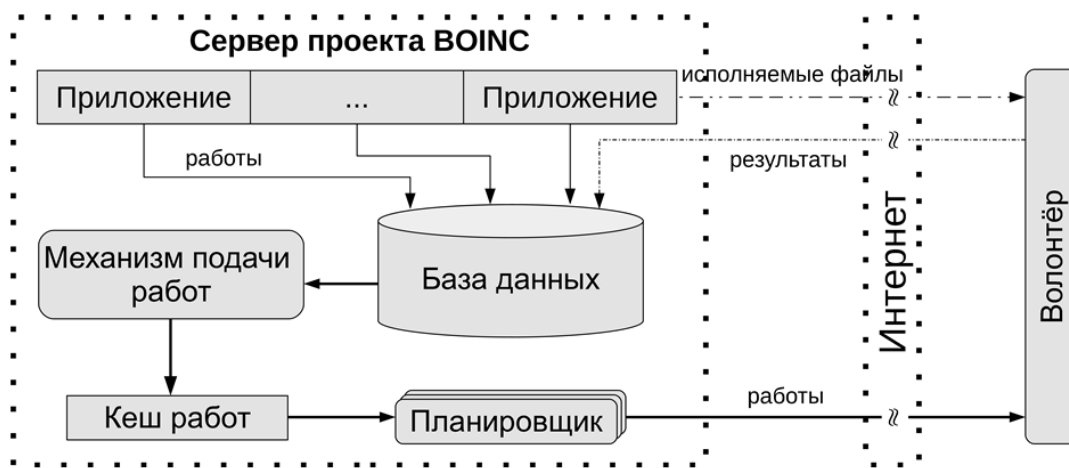 Сервер проекта BOINC
Приложение
...
Приложение
исполняемые файлы
работы
результаты
Механизм подачи
работ
База данных
Интернет
Волонтёр
Кеш работ
Планировщик
работы